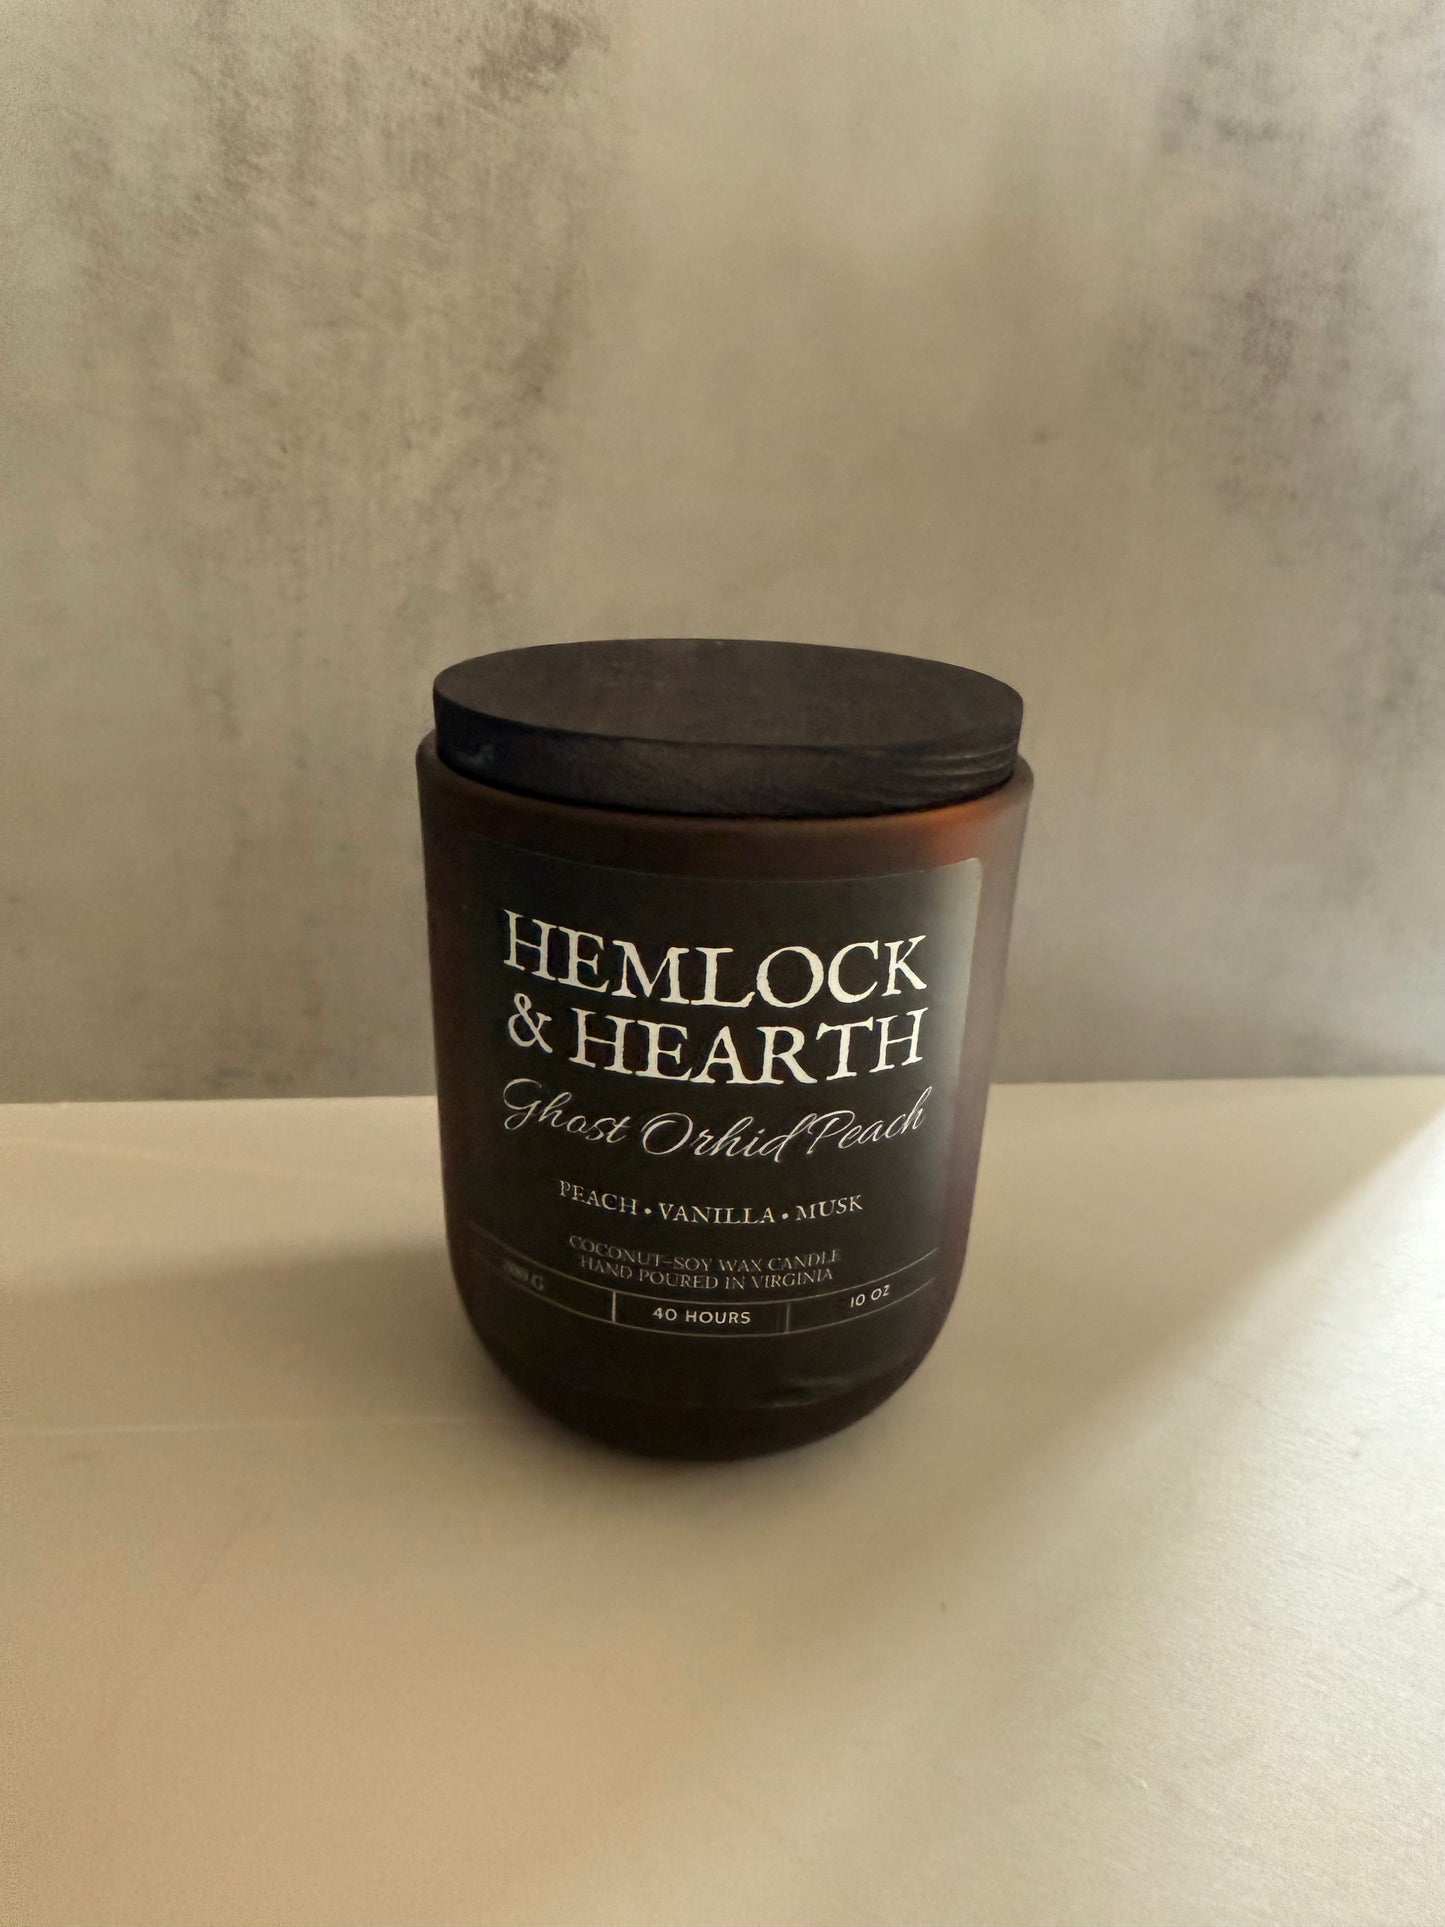 HEMLOCK
& HEARTH
Ghost Orhid Peach
PEACH • VANILLA • MUSK
COCONUT-SOY WAX CANDLE
HAND POURED IN VIRGINIA
G 40 HOURS 10 OZ